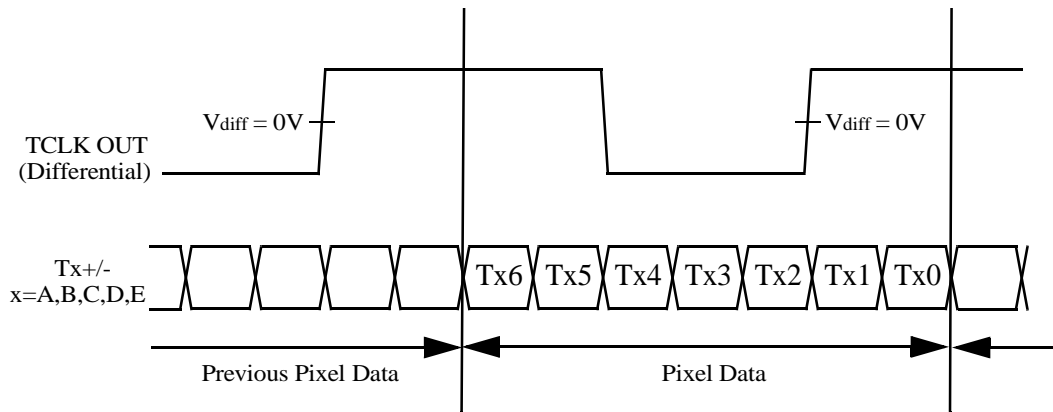 Vdiff = 0V
Vdiff = 0V
TCLK OUT
(Differential)
Tx+/-
x=A,B,C,D,E
Tx6 Tx5 Tx4 Tx3 Tx2 Tx1 Tx0
Previous Pixel Data
Pixel Data